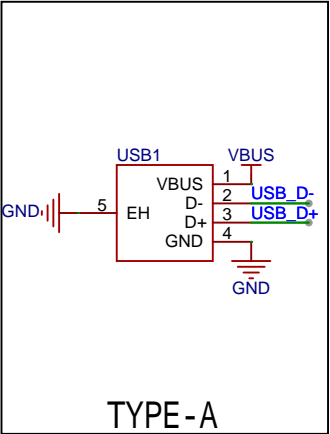 USB1
VBUS
VBUS 1
D- 2 USB_D-
GND 5 EH D+ 3 USB_D+
GND 4
GND
TYPE-A